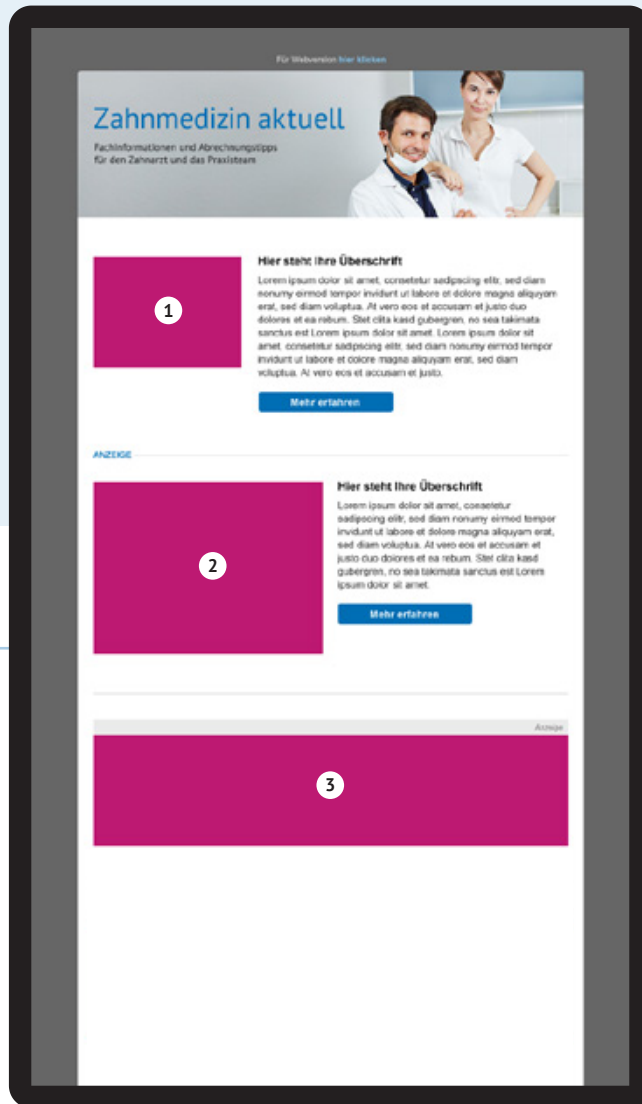 Für Webversion hier klicken
Zahnmedizin aktuell
Fachinformationen und Abrechnungstipps
für den Zahnarzt und das Praxisteam
1
Hier steht Ihre Überschrift
Lorem ipsum dolor sit amet, consetetur sadipscing elitr, sed diam
nonumy eirmod tempor invidunt ut labore et dolore magna aliquyam
erat, sed diam voluptua. At vero eos et accusam et justo duo
dolores et ea rebum. Stet clita kasd gubergren, no sea takimata
sanctus est Lorem ipsum dolor sit amet. Lorem ipsum dolor sit
amet, consetetur sadipscing elitr, sed diam nonumy eirmod tempor
invidunt ut labore et dolore magna aliquyam erat, sed diam
voluptua. At vero eos et accusam et justo.
Mehr erfahren
ANZEIGE
2
Hier steht Ihre Überschrift
Lorem ipsum dolor sit amet, consetetur
sadipscing elitr, sed diam nonumy eirmod tempor
invidunt ut labore et dolore magna aliquyam erat,
sed diam voluptua. At vero eos et accusam et
justo duo dolores et ea rebum. Stet clita kasd
gubergren, no sea takimata sanctus est Lorem
ipsum dolor sit amet.
Mehr erfahren
Anzeige
3